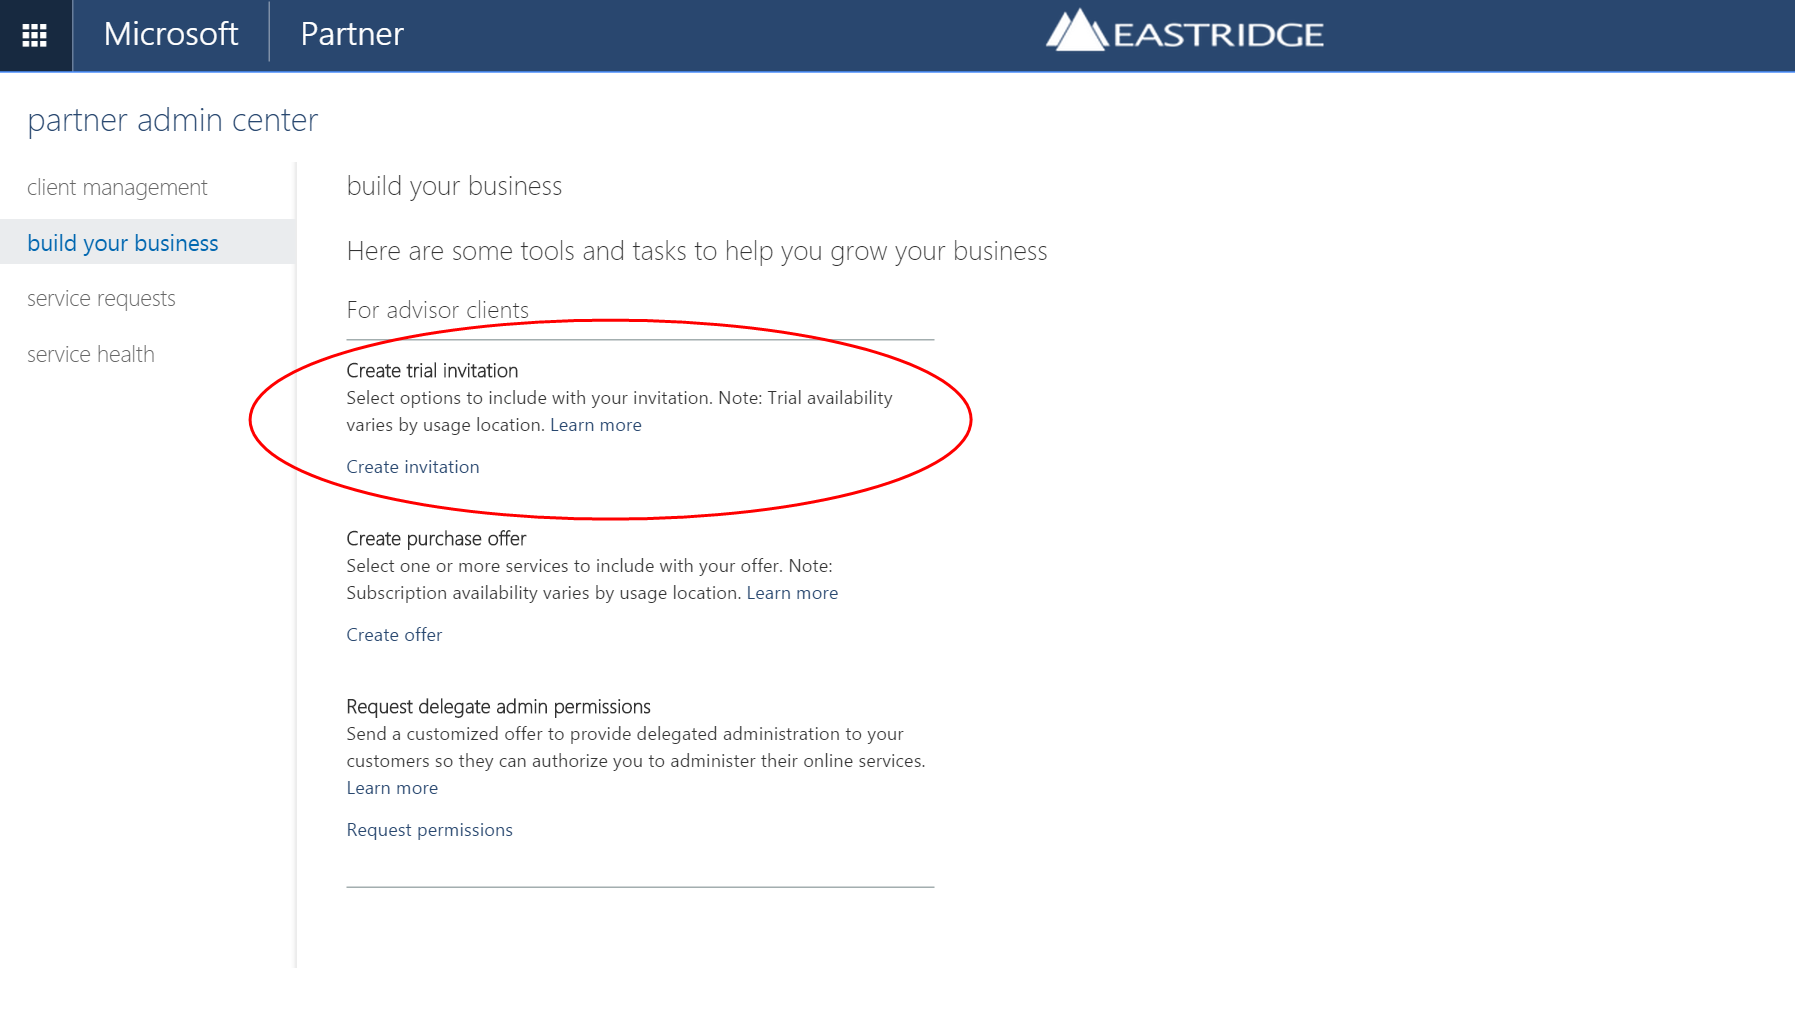 Microsoft
Partner
EASTRIDGE
partner admin center
client management
build your business
service requests
service health
build your business
Here are some tools and tasks to help you grow your business
For advisor clients
Create trial invitation
Select options to include with your invitation. Note: Trial availability
varies by usage location. Learn more
Create invitation
Create purchase offer
Select one or more services to include with your offer. Note:
Subscription availability varies by usage location. Learn more
Create offer
Request delegate admin permissions
Send a customized offer to provide delegated administration to your
customers so they can authorize you to administer their online services.
Learn more
Request permissions